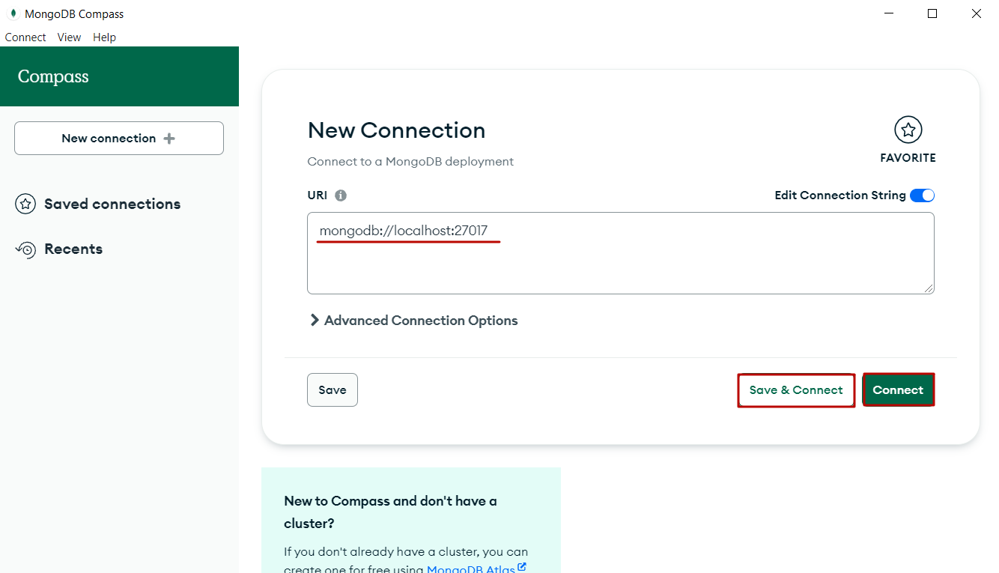 MongoDB Compass
Connect View Help
Compass
New connection
Saved connections
Recents
New Connection
Connect to a MongoDB deployment
FAVORITE
URI
Edit Connection String
mongodb://localhost:27017
Advanced Connection Options
Save
Save & Connect
Connect
New to Compass and don't have a
cluster?
If you don't already have a cluster, you can
create one for free using MongoDB Atlas